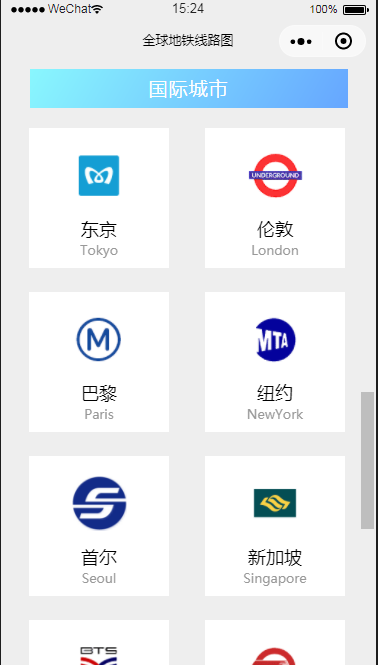 WeChat 15:24 100%
全球地铁线路图
国际城市
UNDERGROUND
东京 伦敦
Tokyo London
M MTA
巴黎 纽约
Paris NewYork
首尔 新加坡
Seoul Singapore
BTS